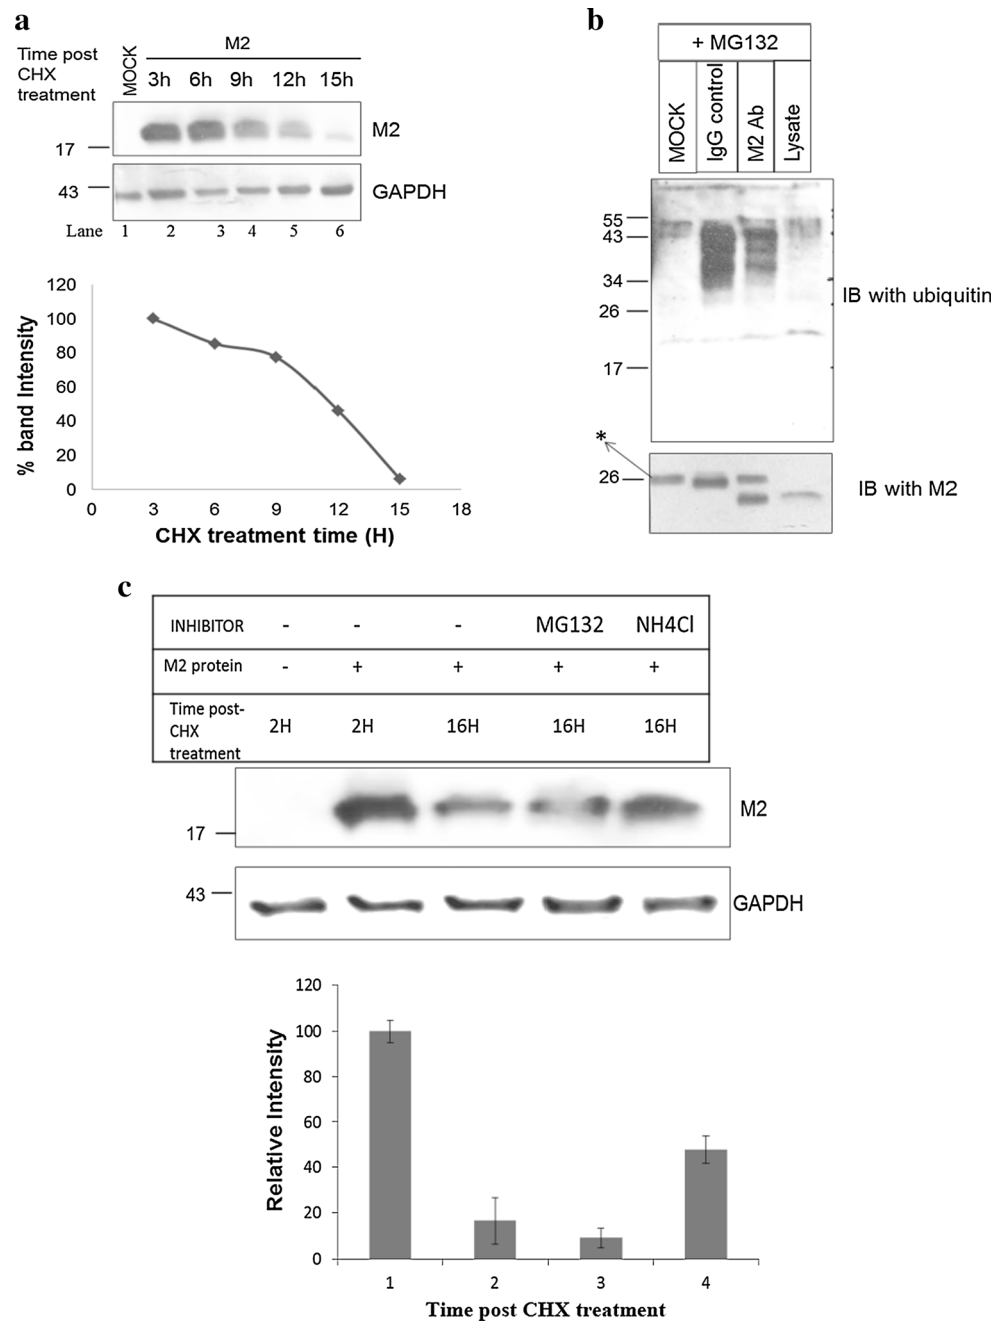 a
Time post
CHX
treatment
MOCK
M2
3h 6h 9h 12h 15h
M2
17
43
GAPDH
Lane 1 2 3 4 5 6
120
100
80
60
40
20
0
% band Intensity
0 3 6 9 12 15 18
CHX treatment time (H)
b
+ MG132
MOCK
IgG control
M2 Ab
Lysate
55
43
34
26
17
IB with ubiquitin
*
26
IB with M2
c
INHIBITOR - - - MG132 NH4Cl
M2 protein - + + + +
Time post-
CHX
treatment
2H 2H 16H 16H 16H
M2
17
43
GAPDH
120
100
80
60
40
20
0
Relative Intensity
1 2 3 4
Time post CHX treatment